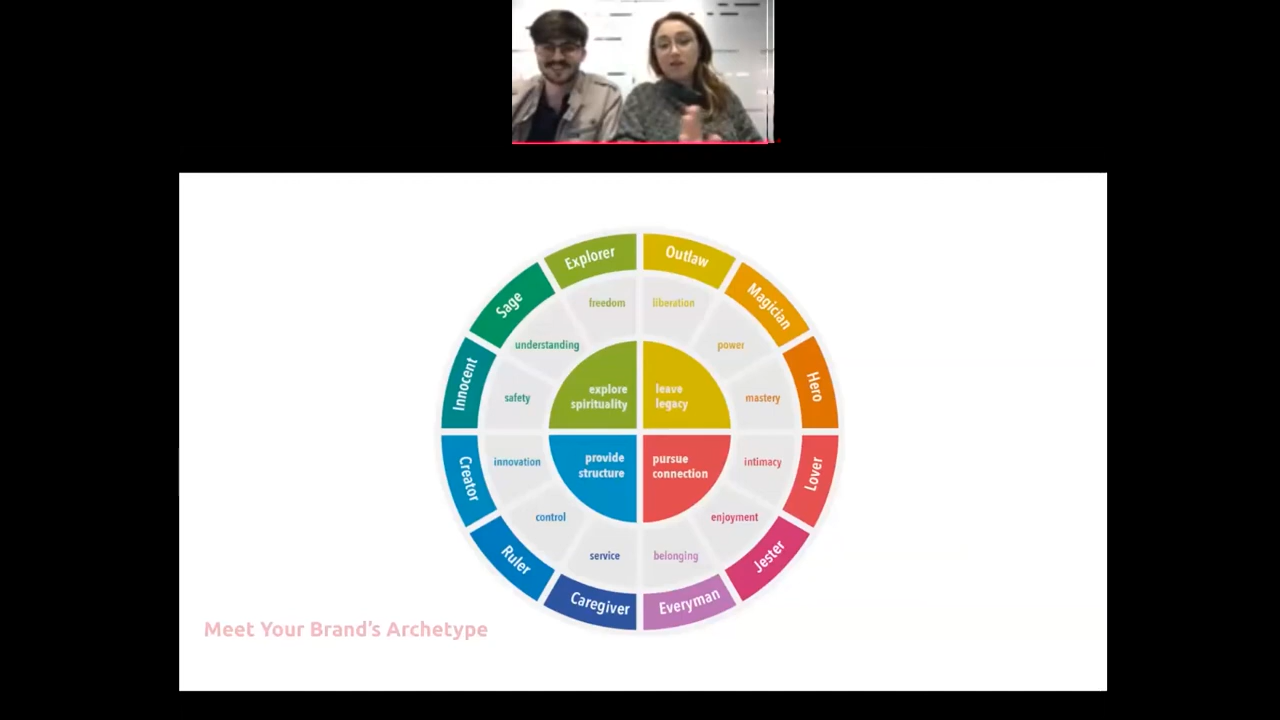 Explorer
Outlaw
Sage
freedom
liberation
Magician
understanding
power
Innocent
explore
spirituality
leave
legacy
Hero
safety
mastery
provide
structure
pursue
connection
Creator
innovation
intimacy
Lover
control
enjoyment
Ruler
service
belonging
Jester
Caregiver
Everyman
Meet Your Brand's Archetype